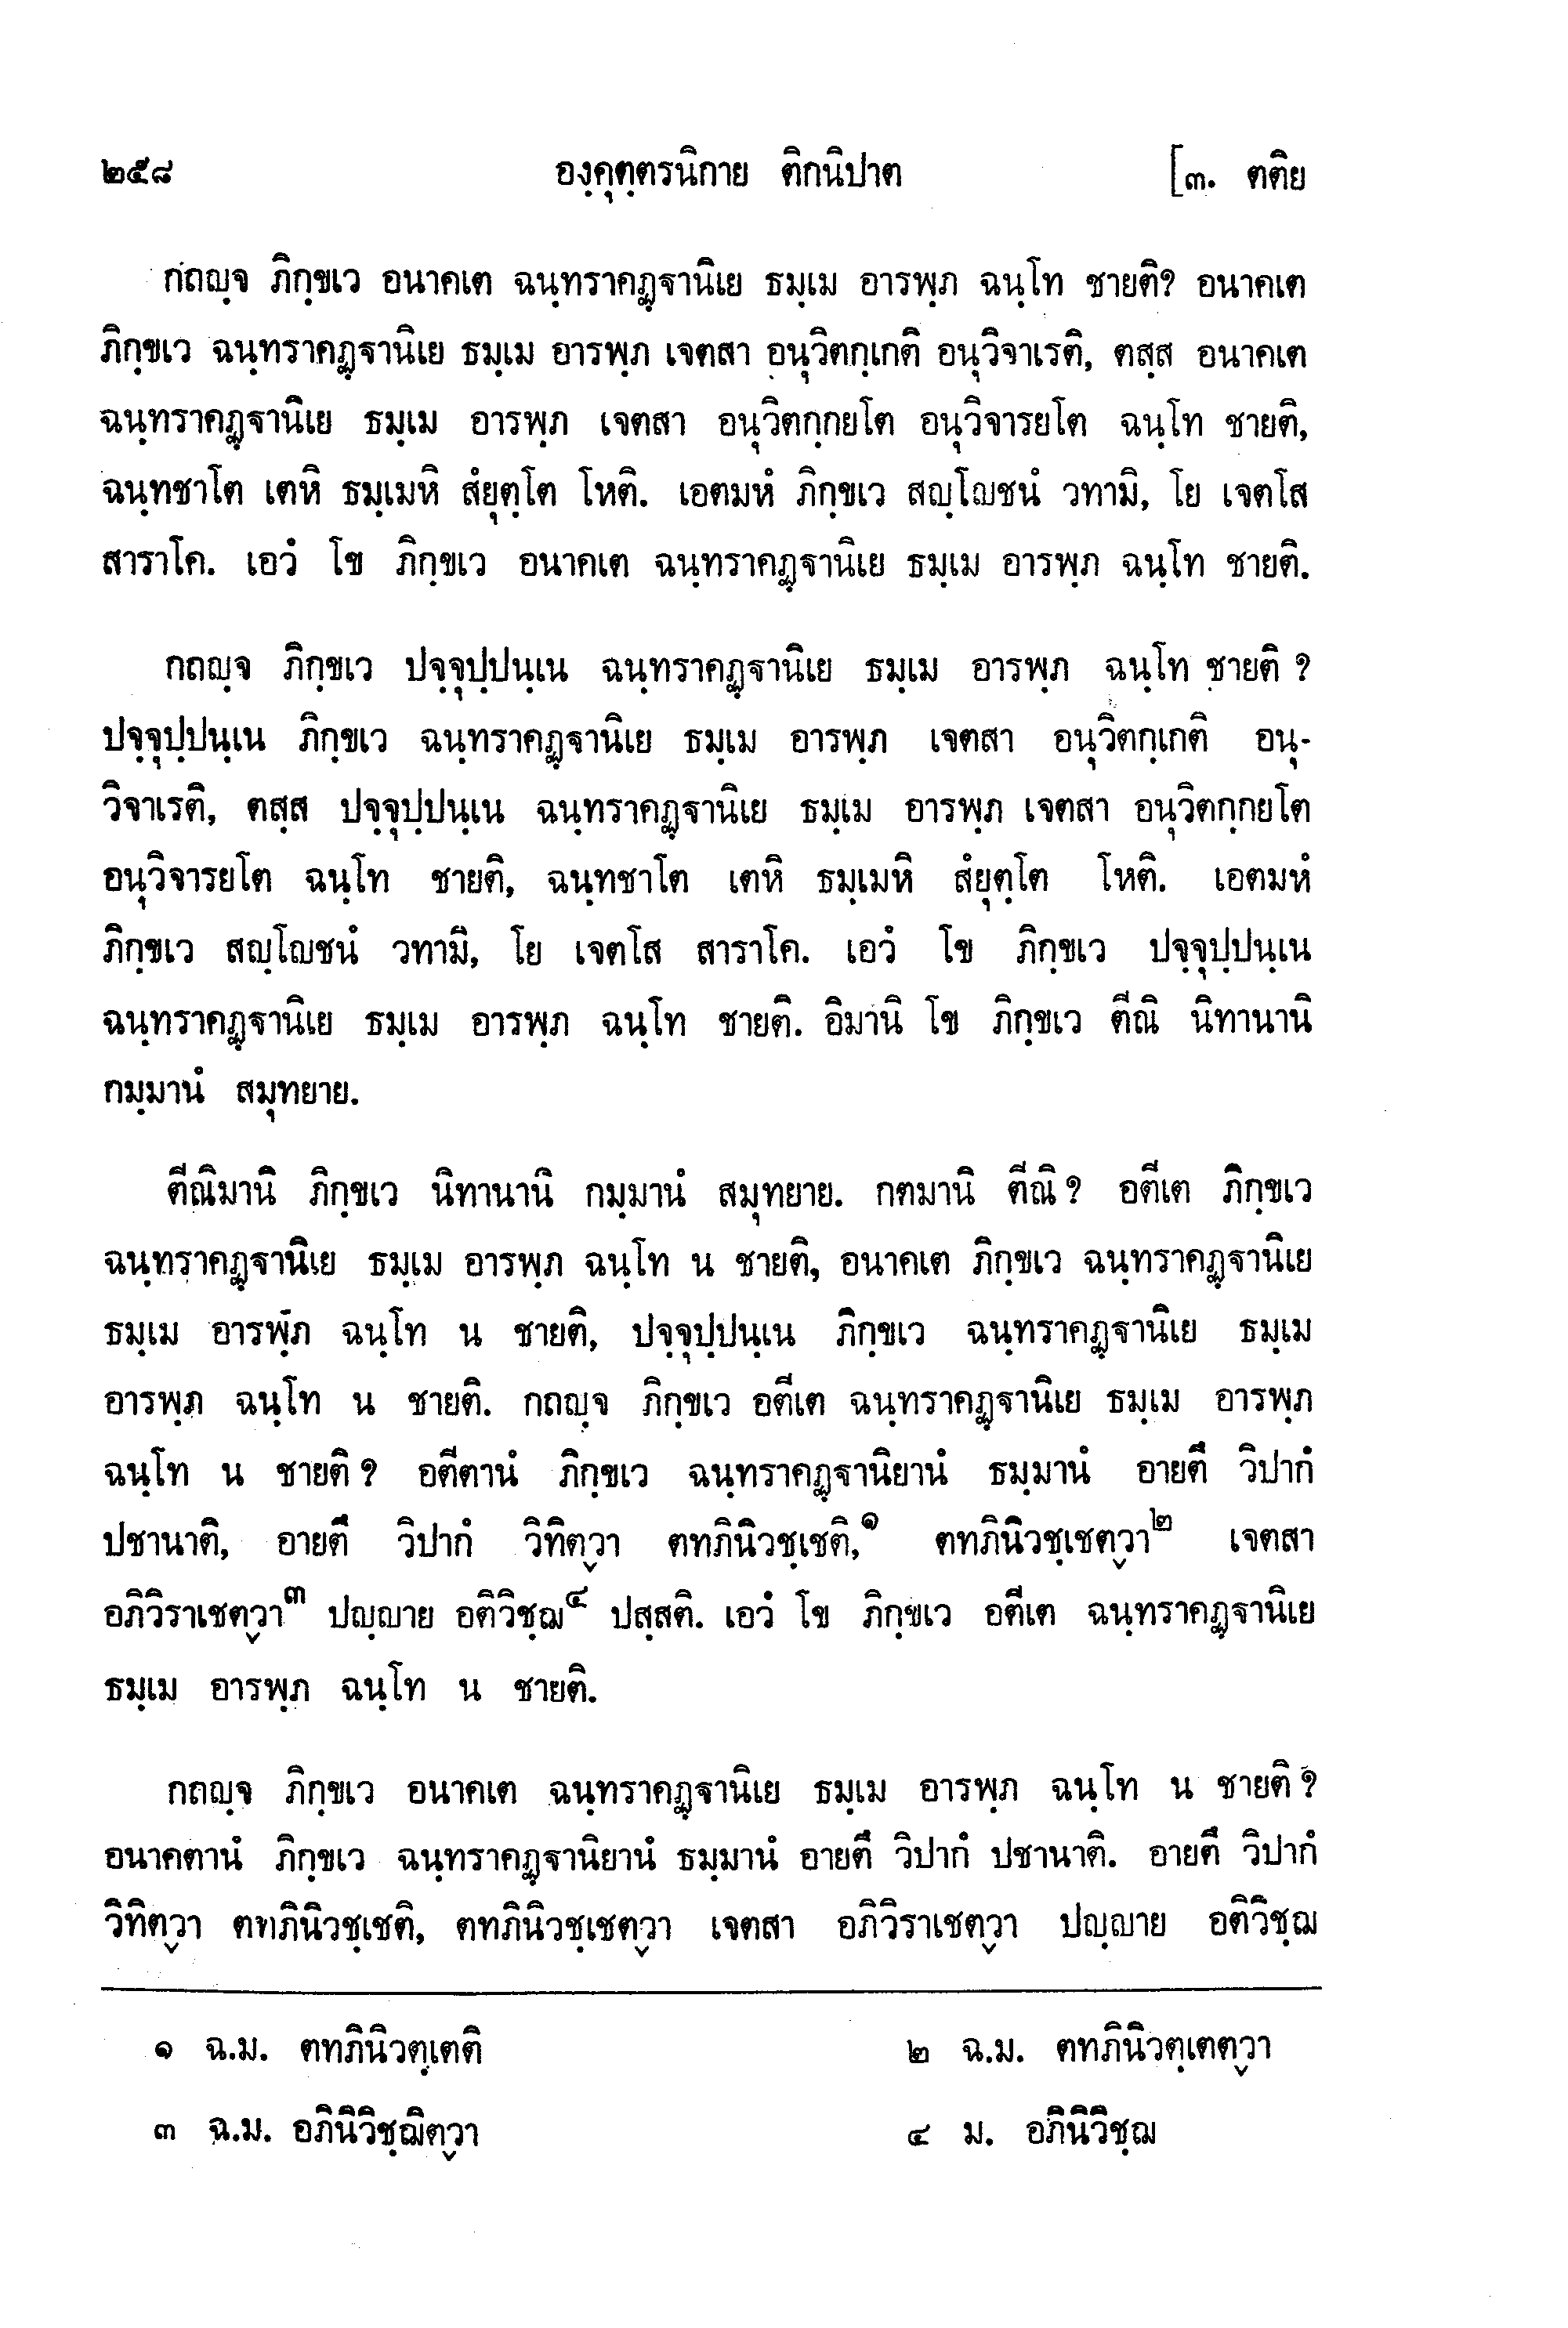 ๒๕๘ องฺคุตฺตรนิกาย ติกนิปาต [๓. ตติย
กถญฺจ ภิกฺขเว อนาคเต ฉนฺทราคฏฺฐานิเย ธมฺเม อารพฺภ ฉนฺโท ชายติ? อนาคเต
ภิกฺขเว ฉนฺทราคฏฺฐานิเย ธมฺเม อารพฺภ เจตสา อนุวิตกฺเกติ อนุวิจาเรติ, ตสฺส อนาคเต
ฉนฺทราคฏฺฐานิเย ธมฺเม อารพฺภ เจตสา อนุวิตกฺกยโต อนุวิจารยโต ฉนฺโท ชายติ,
ฉนฺทชาโต เตหิ ธมฺเมหิ สํยุตฺโต โหติ. เอตมหํ ภิกฺขเว สญฺโญชนํ วทามิ, โย เจตโส
สาราโค. เอวํ โข ภิกฺขเว อนาคเต ฉนฺทราคฏฺฐานิเย ธมฺเม อารพฺภ ฉนฺโท ชายติ.
กถญฺจ ภิกฺขเว ปจฺจุปฺปนฺเน ฉนฺทราคฏฺฐานิเย ธมฺเม อารพฺภ ฉนฺโท ชายติ ?
ปจฺจุปฺปนฺเน ภิกฺขเว ฉนฺทราคฏฺฐานิเย ธมฺเม อารพฺภ เจตสา อนุวิตกฺเกติ อนุ-
วิจาเรติ, ตสฺส ปจฺจุปฺปนฺเน ฉนฺทราคฏฺฐานิเย ธมฺเม อารพฺภ เจตสา อนุวิตกฺกยโต
อนุวิจารยโต ฉนฺโท ชายติ, ฉนฺทชาโต เตหิ ธมฺเมหิ สํยุตฺโต โหติ. เอตมหํ
ภิกฺขเว สญฺโญชนํ วทามิ, โย เจตโส สาราโค. เอวํ โข ภิกฺขเว ปจฺจุปฺปนฺเน
ฉนฺทราคฏฺฐานิเย ธมฺเม อารพฺภ ฉนฺโท ชายติ. อิมานิ โข ภิกฺขเว ตีณิ นิทานานิ
กมฺมานํ สมุทยาย.
ตีณิมานิ ภิกฺขเว นิทานานิ กมฺมานํ สมุทยาย. กตมานิ ตีณิ ? อตีเต ภิกฺขเว
ฉนฺทราคฏฺฐานิเย ธมฺเม อารพฺภ ฉนฺโท น ชายติ, อนาคเต ภิกฺขเว ฉนฺทราคฏฺฐานิเย
ธมฺเม อารพฺภ ฉนฺโท น ชายติ, ปจฺจุปฺปนฺเน ภิกฺขเว ฉนฺทราคฏฺฐานิเย ธมฺเม
อารพฺภ ฉนฺโท น ชายติ. กถญฺจ ภิกฺขเว อตีเต ฉนฺทราคฏฺฐานิเย ธมฺเม อารพฺภ
ฉนฺโท น ชายติ ? อตีตานํ ภิกฺขเว ฉนฺทราคฏฺฐานิยานํ ธมฺมานํ อายตึ วิปากํ
ปชานาติ, อายตึ วิปากํ วิทิตฺวา ตทภินิวชฺเชติ,๑ ตทภินิวชฺเชตฺวา๒ เจตสา
อภิวิราเชตฺวา๓ ปญฺญาย อติวิชฺฌ๔ ปสฺสติ. เอวํ โข ภิกฺขเว อตีเต ฉนฺทราคฏฺฐานิเย
ธมฺเม อารพฺภ ฉนฺโท น ชายติ.
กถญฺจ ภิกฺขเว อนาคเต ฉนฺทราคฏฺฐานิเย ธมฺเม อารพฺภ ฉนฺโท น ชายติ ?
อนาคตานํ ภิกฺขเว ฉนฺทราคฏฺฐานิยานํ ธมฺมานํ อายตึ วิปากํ ปชานาติ. อายตึ วิปากํ
วิทิตฺวา ตทภินิวชฺเชติ, ตทภินิวชฺเชตฺวา เจตสา อภิวิราเชตฺวา ปญฺญาย อติวิชฺฌ
๑ ฉ.ม. ตทภินิวตฺเตติ ๒ ฉ.ม. ตทภินิวตฺเตตฺวา
๓ ฉ.ม. อภินิวิชฺฌิตฺวา ๔ ม. อภินิวิชฺฌ